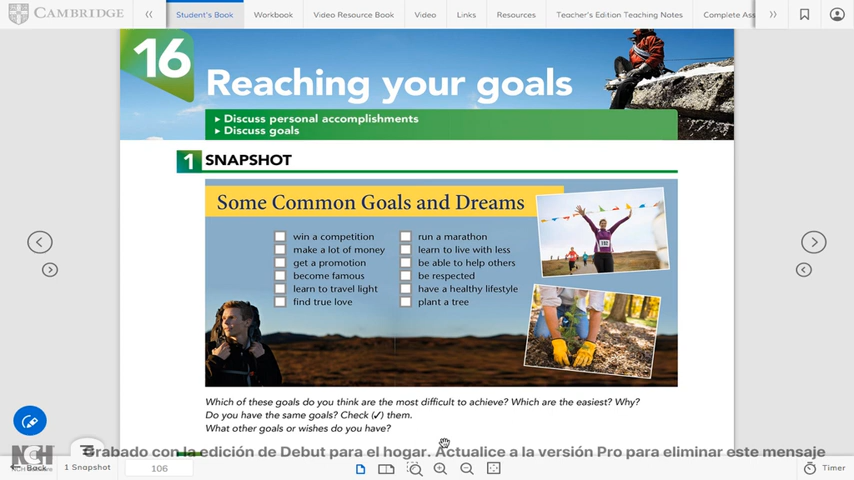 CAMBRIDGE
Student's Book
Workbook
Video Resource Book
Video
Links
Resources
Teacher's Edition Teaching Notes
Complete Ass
16
Reaching your goals
▸ Discuss personal accomplishments
▸ Discuss goals
1 SNAPSHOT
Some Common Goals and Dreams
win a competition
make a lot of money
get a promotion
become famous
learn to travel light
find true love
run a marathon
learn to live with less
be able to help others
be respected
have a healthy lifestyle
plant a tree
Which of these goals do you think are the most difficult to achieve? Which are the easiest? Why?
Do you have the same goals? Check (✓) them.
What other goals or wishes do you have?
Grabado con la edición de Debut para el hogar. Actualice a la versión Pro para eliminar este mensaje
NCH
Back
1 Snapshot
106
Timer